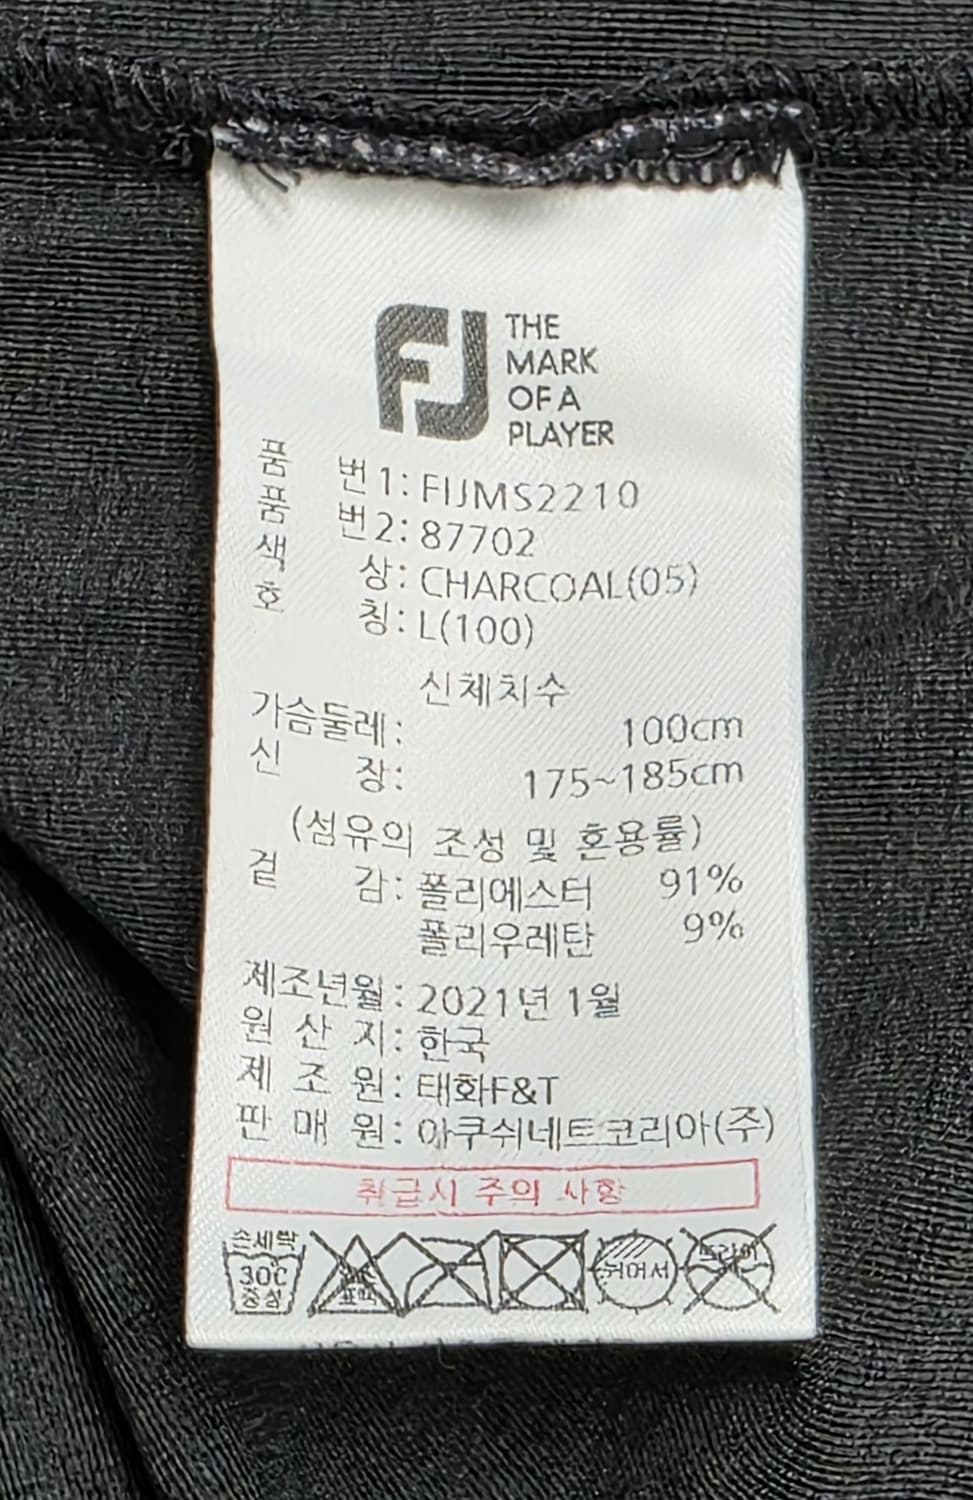 FJ
THE
MARK
OF A
PLAYER
품 번1: FIJMS2210
품 번2: 87702
색 상: CHARCOAL(05)
호 칭: L(100)
신체치수
가슴둘레: 100cm
신 장: 175~185cm
(섬유의 조성 및 혼용률)
겉 감: 폴리에스터 91%
폴리우레탄 9%
제조년월: 2021년 1월
원 산 지: 한국
제 조 원: 태화F&T
판 매 원: 아쿠쉬네트코리아(주)
취급시 주의 사항
손세탁
30℃
중성
표백
뉘어서
드라이